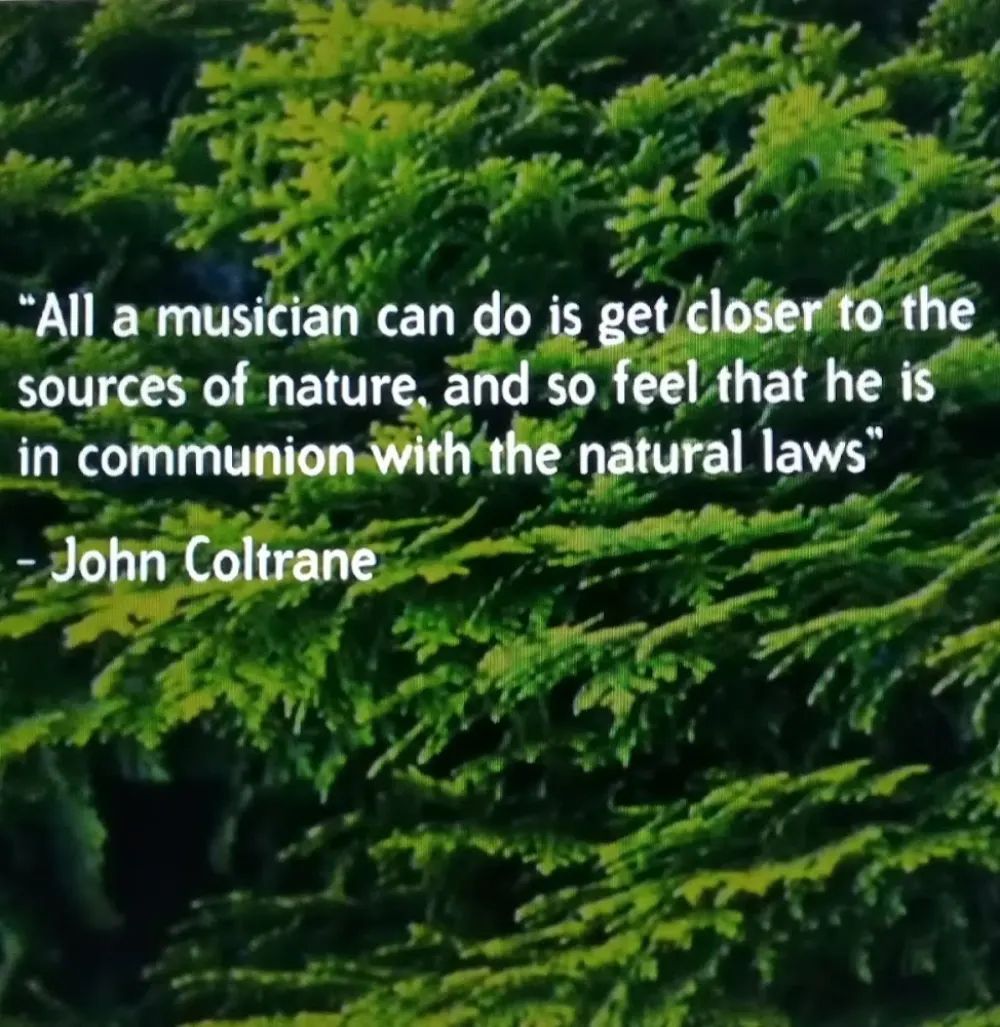 “All a musician can do is get closer to the
sources of nature, and so feel that he is
in communion with the natural laws”
- John Coltrane